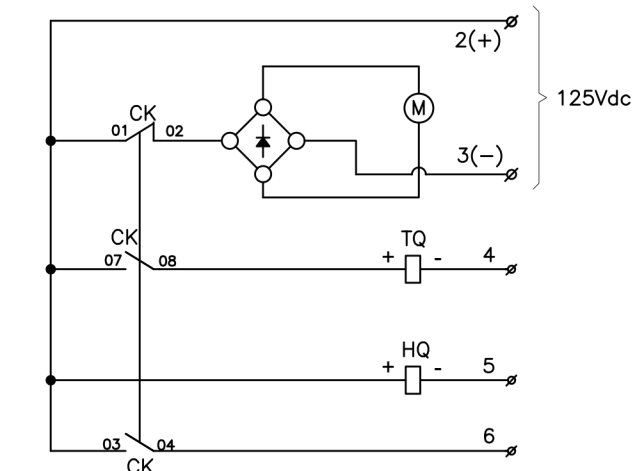 2(+)
125Vdc
CK
01 02
M
3(−)
CK
07 08
TQ
+ - 4
HQ
+ - 5
03 04 6
CK